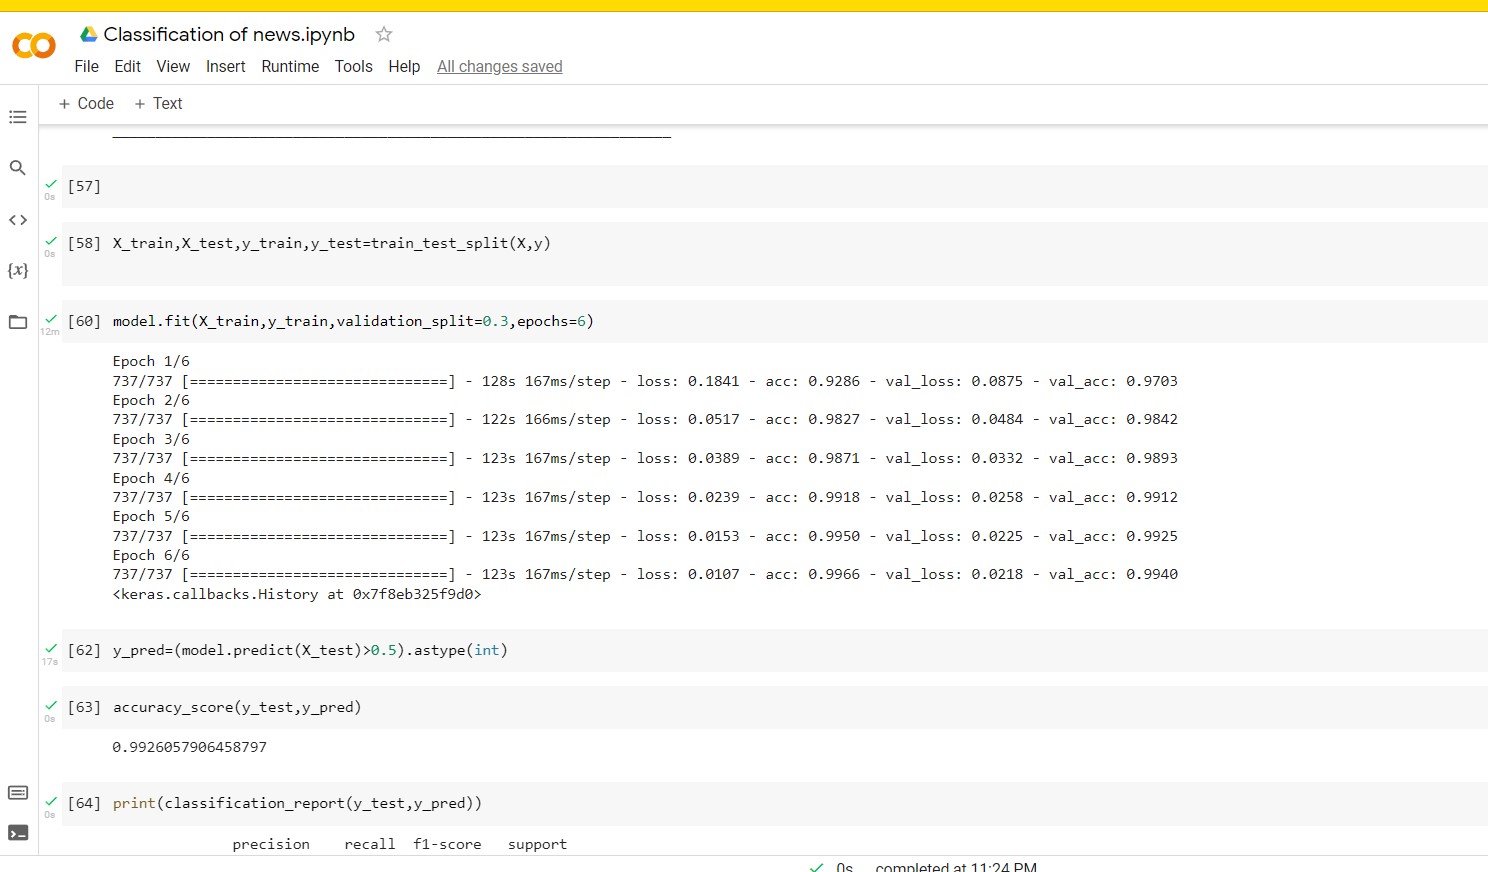 Classification of news.ipynb
File Edit View Insert Runtime Tools Help All changes saved
+ Code + Text
[57]
0s
[58] X_train,X_test,y_train,y_test=train_test_split(X,y)
0s
{x}
[60] model.fit(X_train,y_train,validation_split=0.3,epochs=6)
12m
Epoch 1/6
737/737 [==============================] - 128s 167ms/step - loss: 0.1841 - acc: 0.9286 - val_loss: 0.0875 - val_acc: 0.9703
Epoch 2/6
737/737 [==============================] - 122s 166ms/step - loss: 0.0517 - acc: 0.9827 - val_loss: 0.0484 - val_acc: 0.9842
Epoch 3/6
737/737 [==============================] - 123s 167ms/step - loss: 0.0389 - acc: 0.9871 - val_loss: 0.0332 - val_acc: 0.9893
Epoch 4/6
737/737 [==============================] - 123s 167ms/step - loss: 0.0239 - acc: 0.9918 - val_loss: 0.0258 - val_acc: 0.9912
Epoch 5/6
737/737 [==============================] - 123s 167ms/step - loss: 0.0153 - acc: 0.9950 - val_loss: 0.0225 - val_acc: 0.9925
Epoch 6/6
737/737 [==============================] - 123s 167ms/step - loss: 0.0107 - acc: 0.9966 - val_loss: 0.0218 - val_acc: 0.9940
<keras.callbacks.History at 0x7f8eb325f9d0>
[62] y_pred=(model.predict(X_test)>0.5).astype(int)
17s
[63] accuracy_score(y_test,y_pred)
0s
0.9926057906458797
[64] print(classification_report(y_test,y_pred))
0s
precision recall f1-score support
0s completed at 11:24 PM